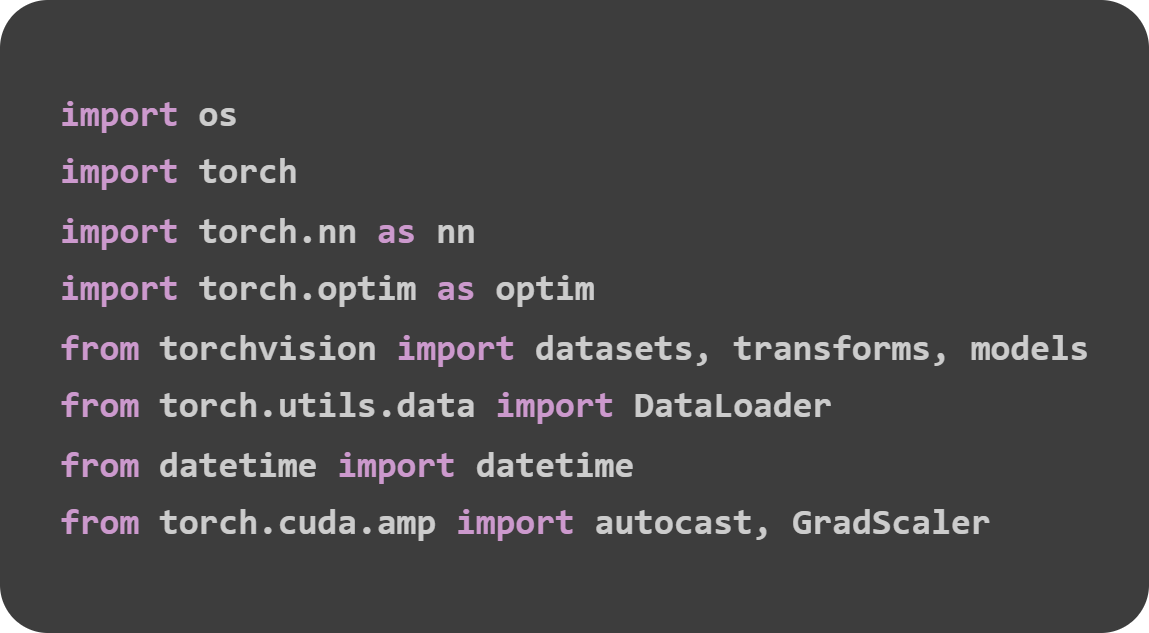 import os
import torch
import torch.nn as nn
import torch.optim as optim
from torchvision import datasets, transforms, models
from torch.utils.data import DataLoader
from datetime import datetime
from torch.cuda.amp import autocast, GradScaler